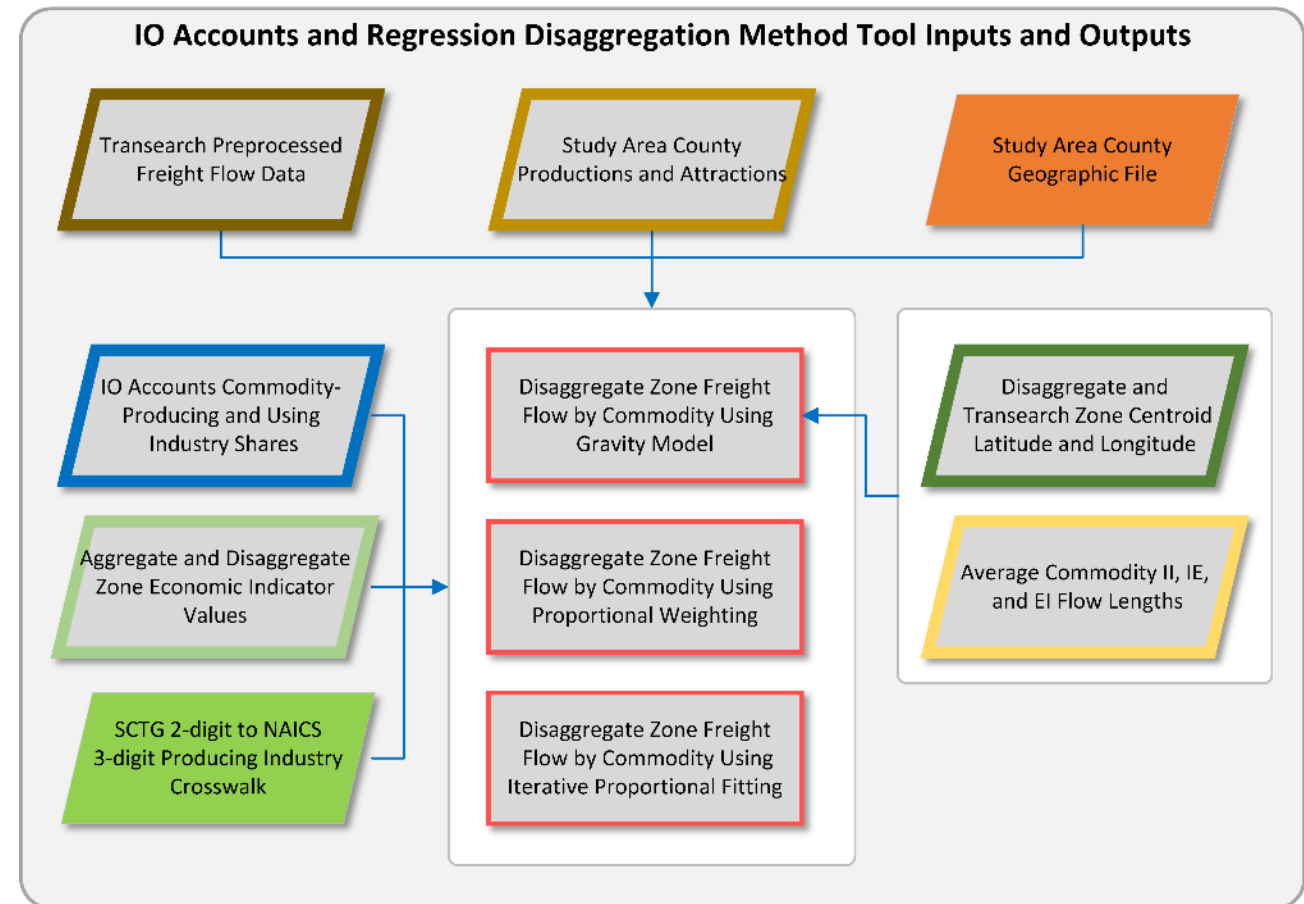 IO Accounts and Regression Disaggregation Method Tool Inputs and Outputs
Transearch Preprocessed
Freight Flow Data
Study Area County
Productions and Attractions
Study Area County
Geographic File
IO Accounts Commodity-
Producing and Using
Industry Shares
Disaggregate Zone Freight
Flow by Commodity Using
Gravity Model
Disaggregate and
Transearch Zone Centroid
Latitude and Longitude
Aggregate and Disaggregate
Zone Economic Indicator
Values
Disaggregate Zone Freight
Flow by Commodity Using
Proportional Weighting
Average Commodity II, IE,
and EI Flow Lengths
SCTG 2-digit to NAICS
3-digit Producing Industry
Crosswalk
Disaggregate Zone Freight
Flow by Commodity Using
Iterative Proportional Fitting